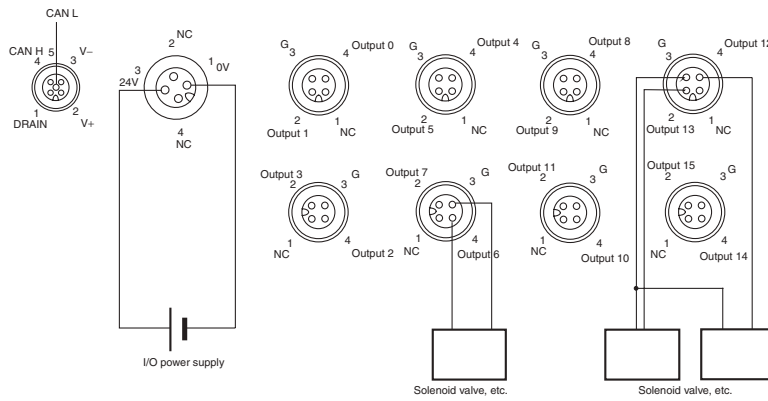 CAN L
CAN H 5 V–
4 3
1 2
DRAIN V+
NC
2
3 1 0V
24V
4
NC
G 3 4 Output 0
2 1
Output 1 NC
G 3 4 Output 4
2 1
Output 5 NC
G 3 4 Output 8
2 1
Output 9 NC
G 3 4 Output 12
2 1
Output 13 NC
Output 3 G
2 3
1 4
NC Output 2
Output 7 G
2 3
1 4
NC Output 6
Output 11 G
2 3
1 4
NC Output 10
Output 15 G
2 3
1 4
NC Output 14
I/O power supply
Solenoid valve, etc.
Solenoid valve, etc.